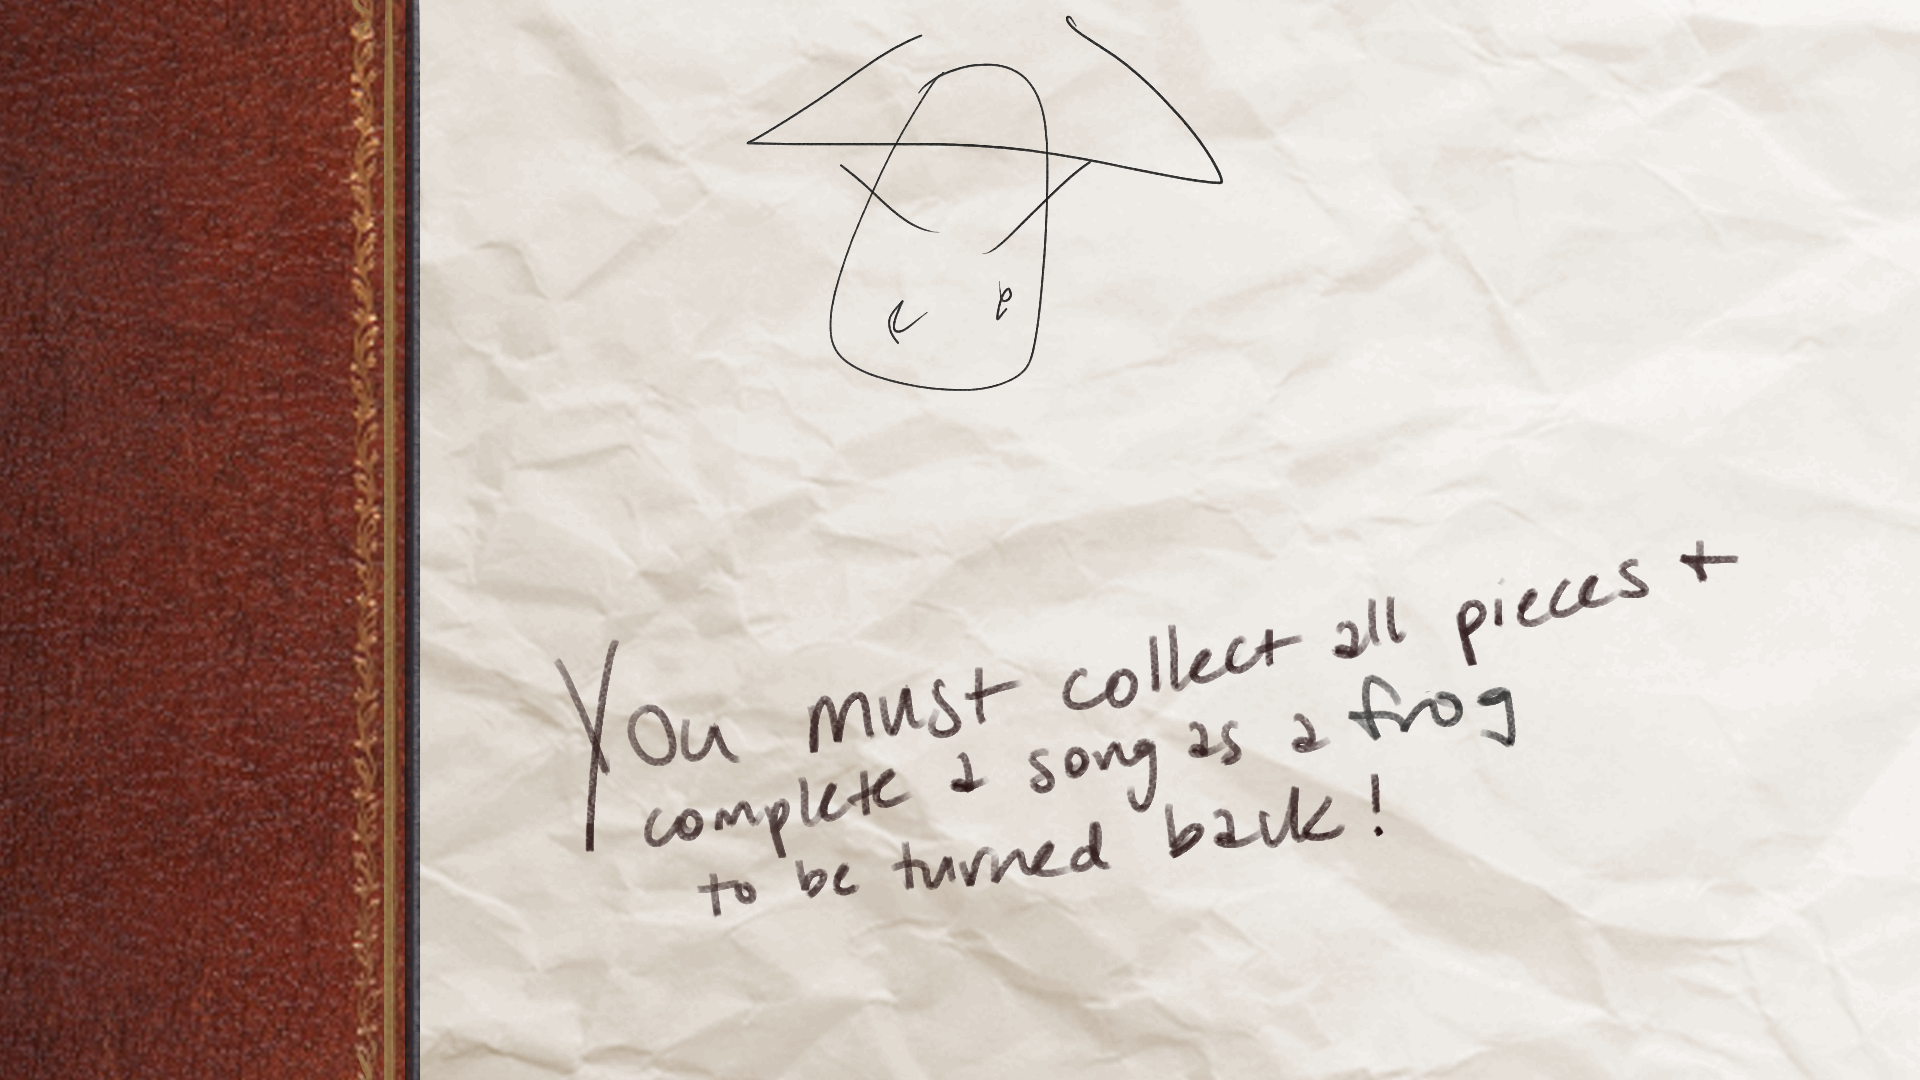 You must collect all pieces +
complete a song as a frog
to be turned back!